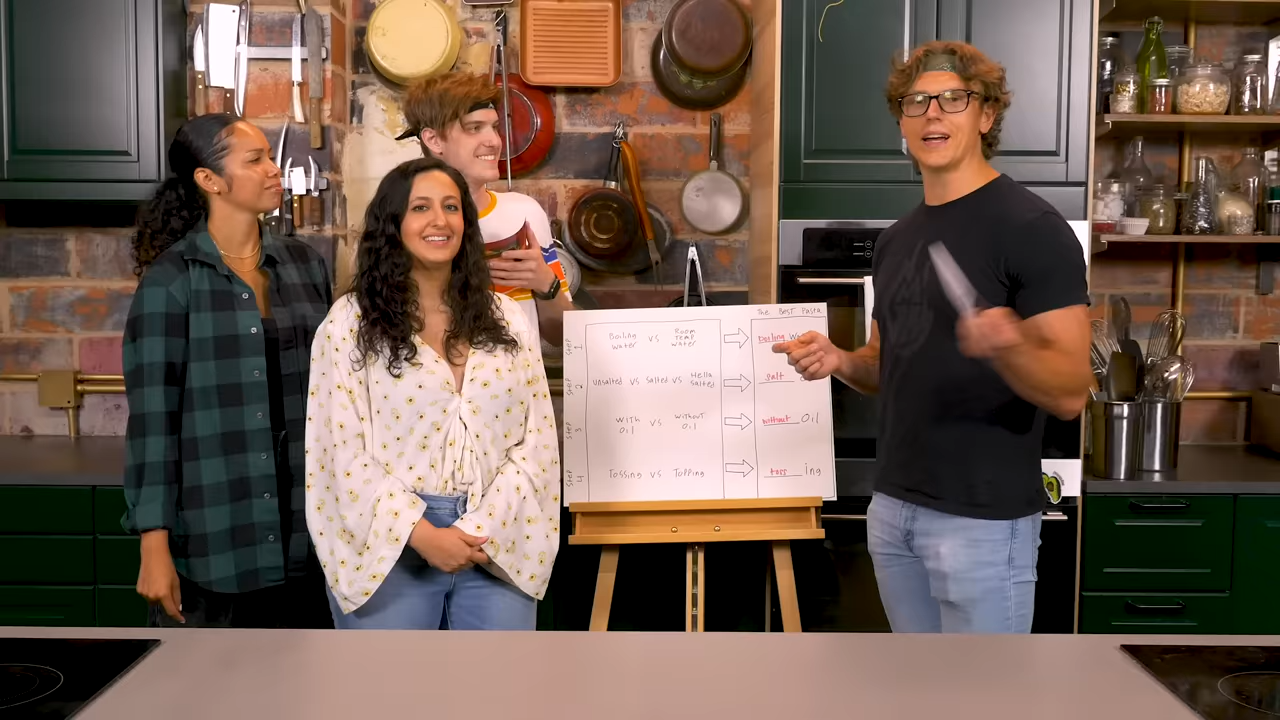 the BEST Pasta
step 1
Boiling water vs Room Temp water
Boiling
step 2
unsalted vs salted vs Hella salted
salt
step 3
with oil vs without oil
without Oil
step 4
Tossing vs Topping
toss ing